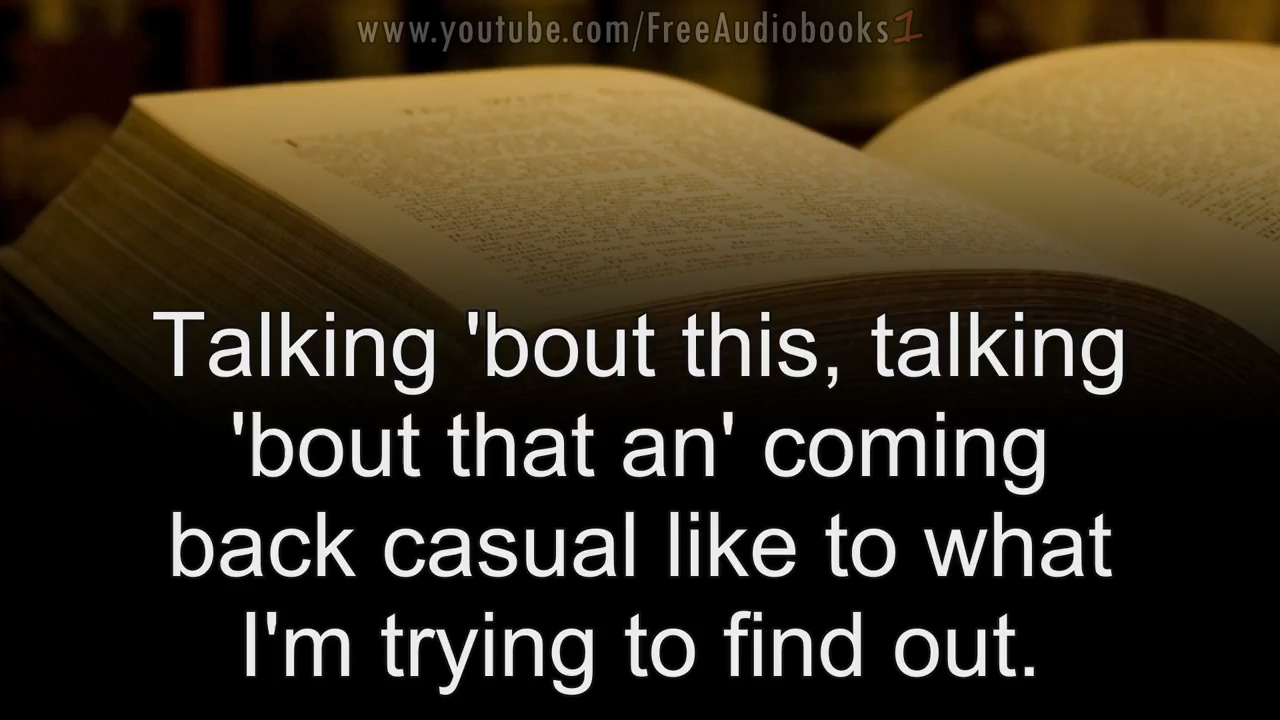 www.youtube.com/FreeAudiobooks1
Talking 'bout this, talking
'bout that an' coming
back casual like to what
I'm trying to find out.